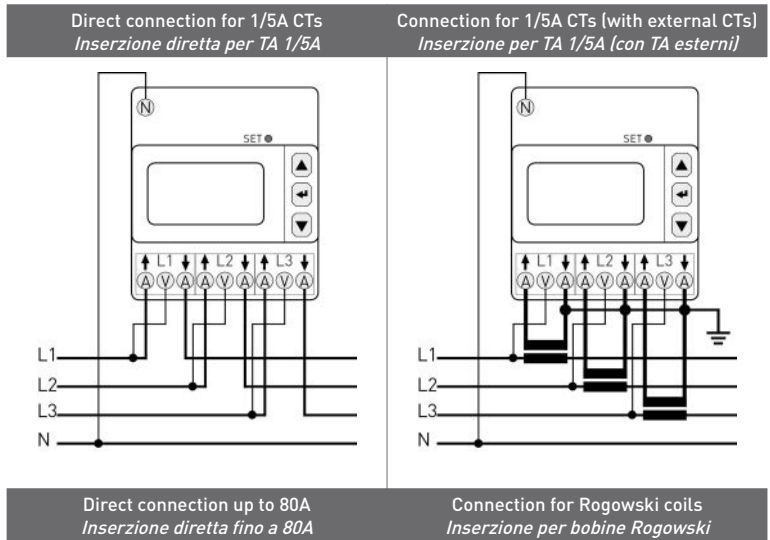 Direct connection for 1/5A CTs
Inserzione diretta per TA 1/5A
N
SET
L1 L2 L3
A V A A V A A V A
L1
L2
L3
N
Connection for 1/5A CTs (with external CTs)
Inserzione per TA 1/5A (con TA esterni)
N
SET
L1 L2 L3
A V A A V A A V A
L1
L2
L3
N
Direct connection up to 80A
Inserzione diretta fino a 80A
Connection for Rogowski coils
Inserzione per bobine Rogowski